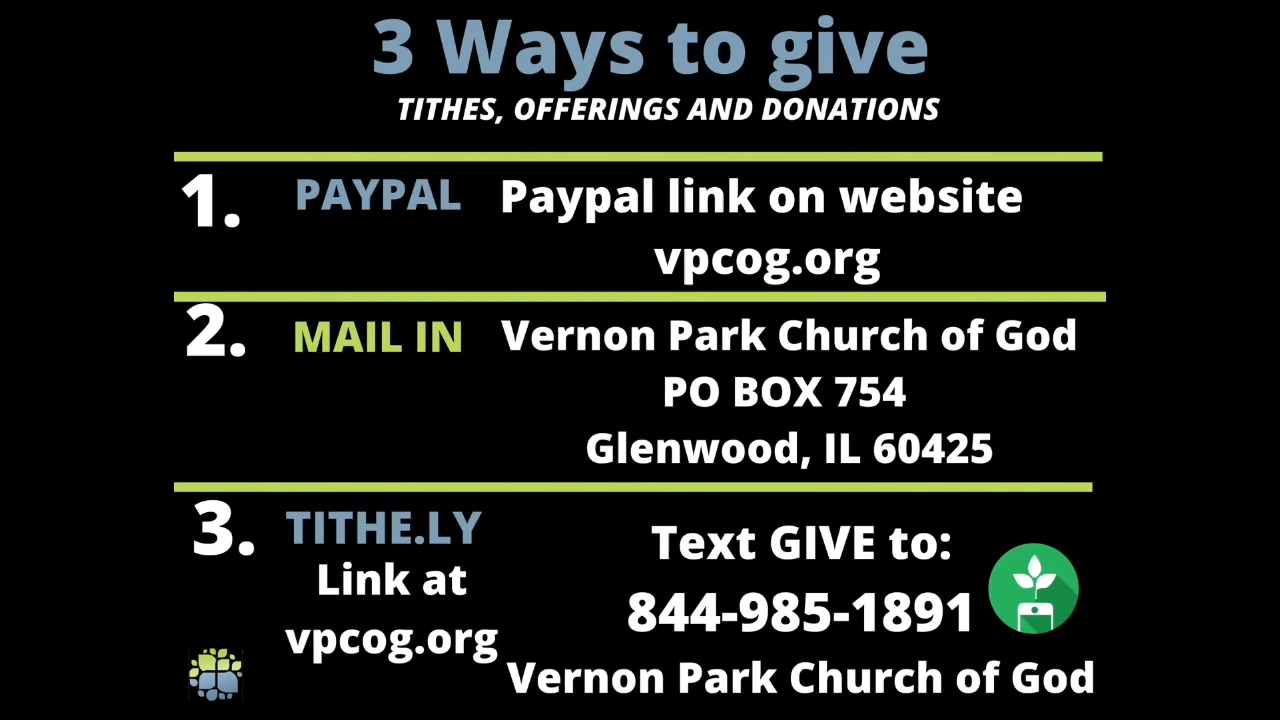 3 Ways to give
TITHES, OFFERINGS AND DONATIONS
1. PAYPAL Paypal link on website
vpcog.org
2. MAIL IN Vernon Park Church of God
PO BOX 754
Glenwood, IL 60425
3. TITHE.LY
Link at
vpcog.org
Text GIVE to:
844-985-1891
Vernon Park Church of God